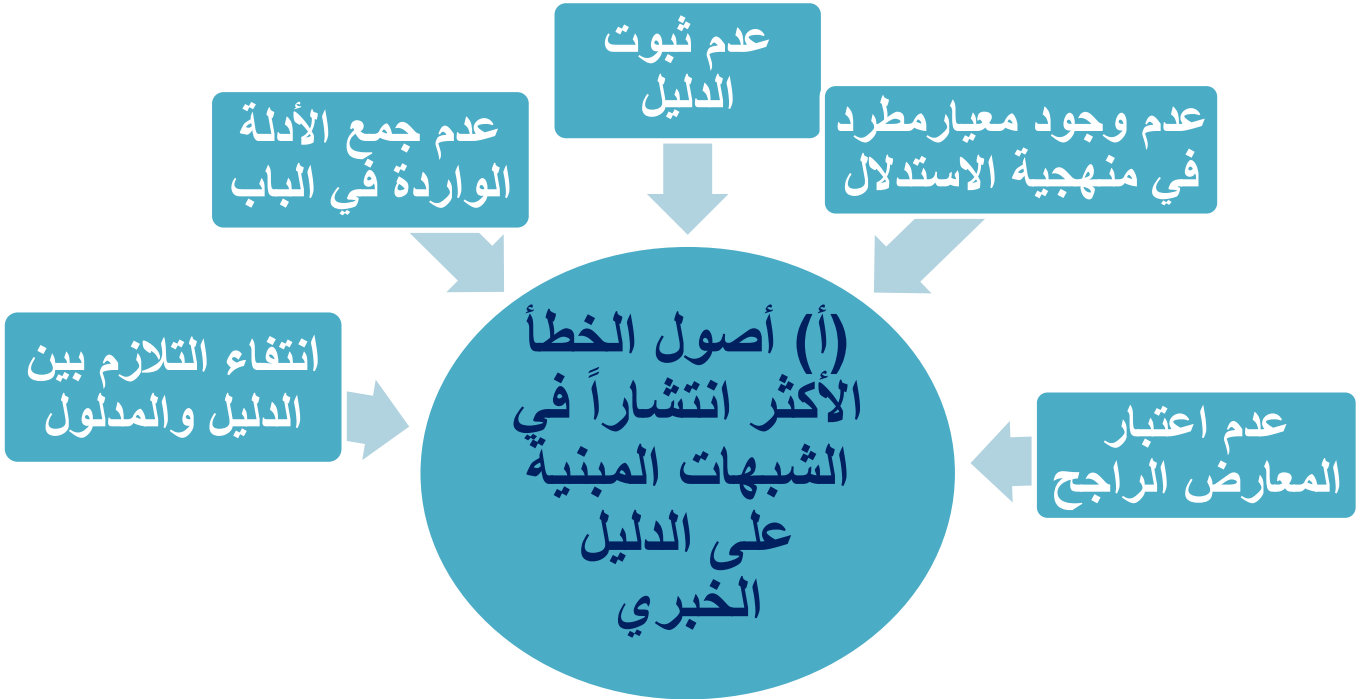 عدم ثبوت
الدليل
عدم وجود معيارمطرد
في منهجية الاستدلال
عدم جمع الأدلة
الواردة في الباب
عدم اعتبار
المعارض الراجح
انتفاء التلازم بين
الدليل والمدلول
(أ) أصول الخطأ
الأكثر انتشاراً في
الشبهات المبنية
على الدليل
الخبري